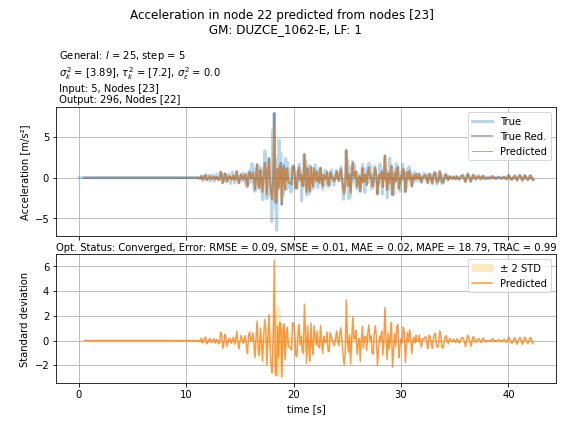 Acceleration in node 22 predicted from nodes [23]
GM: DUZCE_1062-E, LF: 1
General: l = 25, step = 5
σ²_k = [3.89], τ²_k = [7.2], σ²_ε = 0.0
Input: 5, Nodes [23]
Output: 296, Nodes [22]
Acceleration [m/s²]
5
0
−5
True
True Red.
Predicted
Opt. Status: Converged, Error: RMSE = 0.09, SMSE = 0.01, MAE = 0.02, MAPE = 18.79, TRAC = 0.99
Standard deviation
6
4
2
0
−2
± 2 STD
Predicted
0 10 20 30 40
time [s]